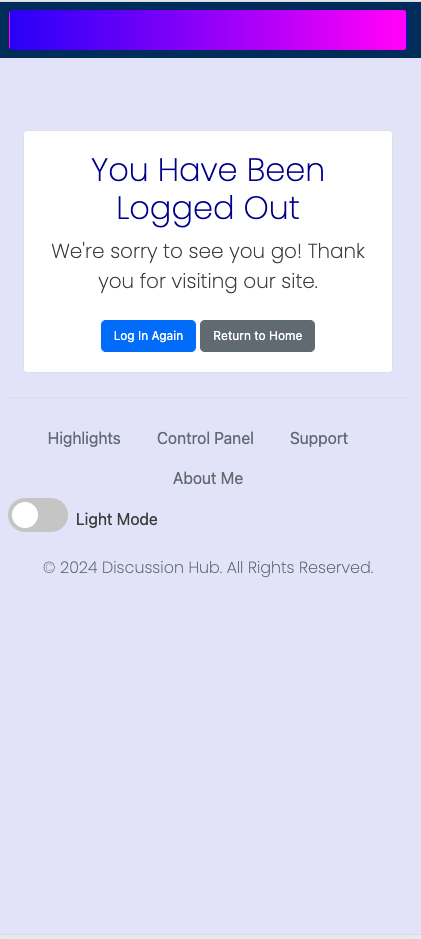 You Have Been
Logged Out
We're sorry to see you go! Thank
you for visiting our site.
Log In Again Return to Home
Highlights Control Panel Support
About Me
Light Mode
© 2024 Discussion Hub. All Rights Reserved.